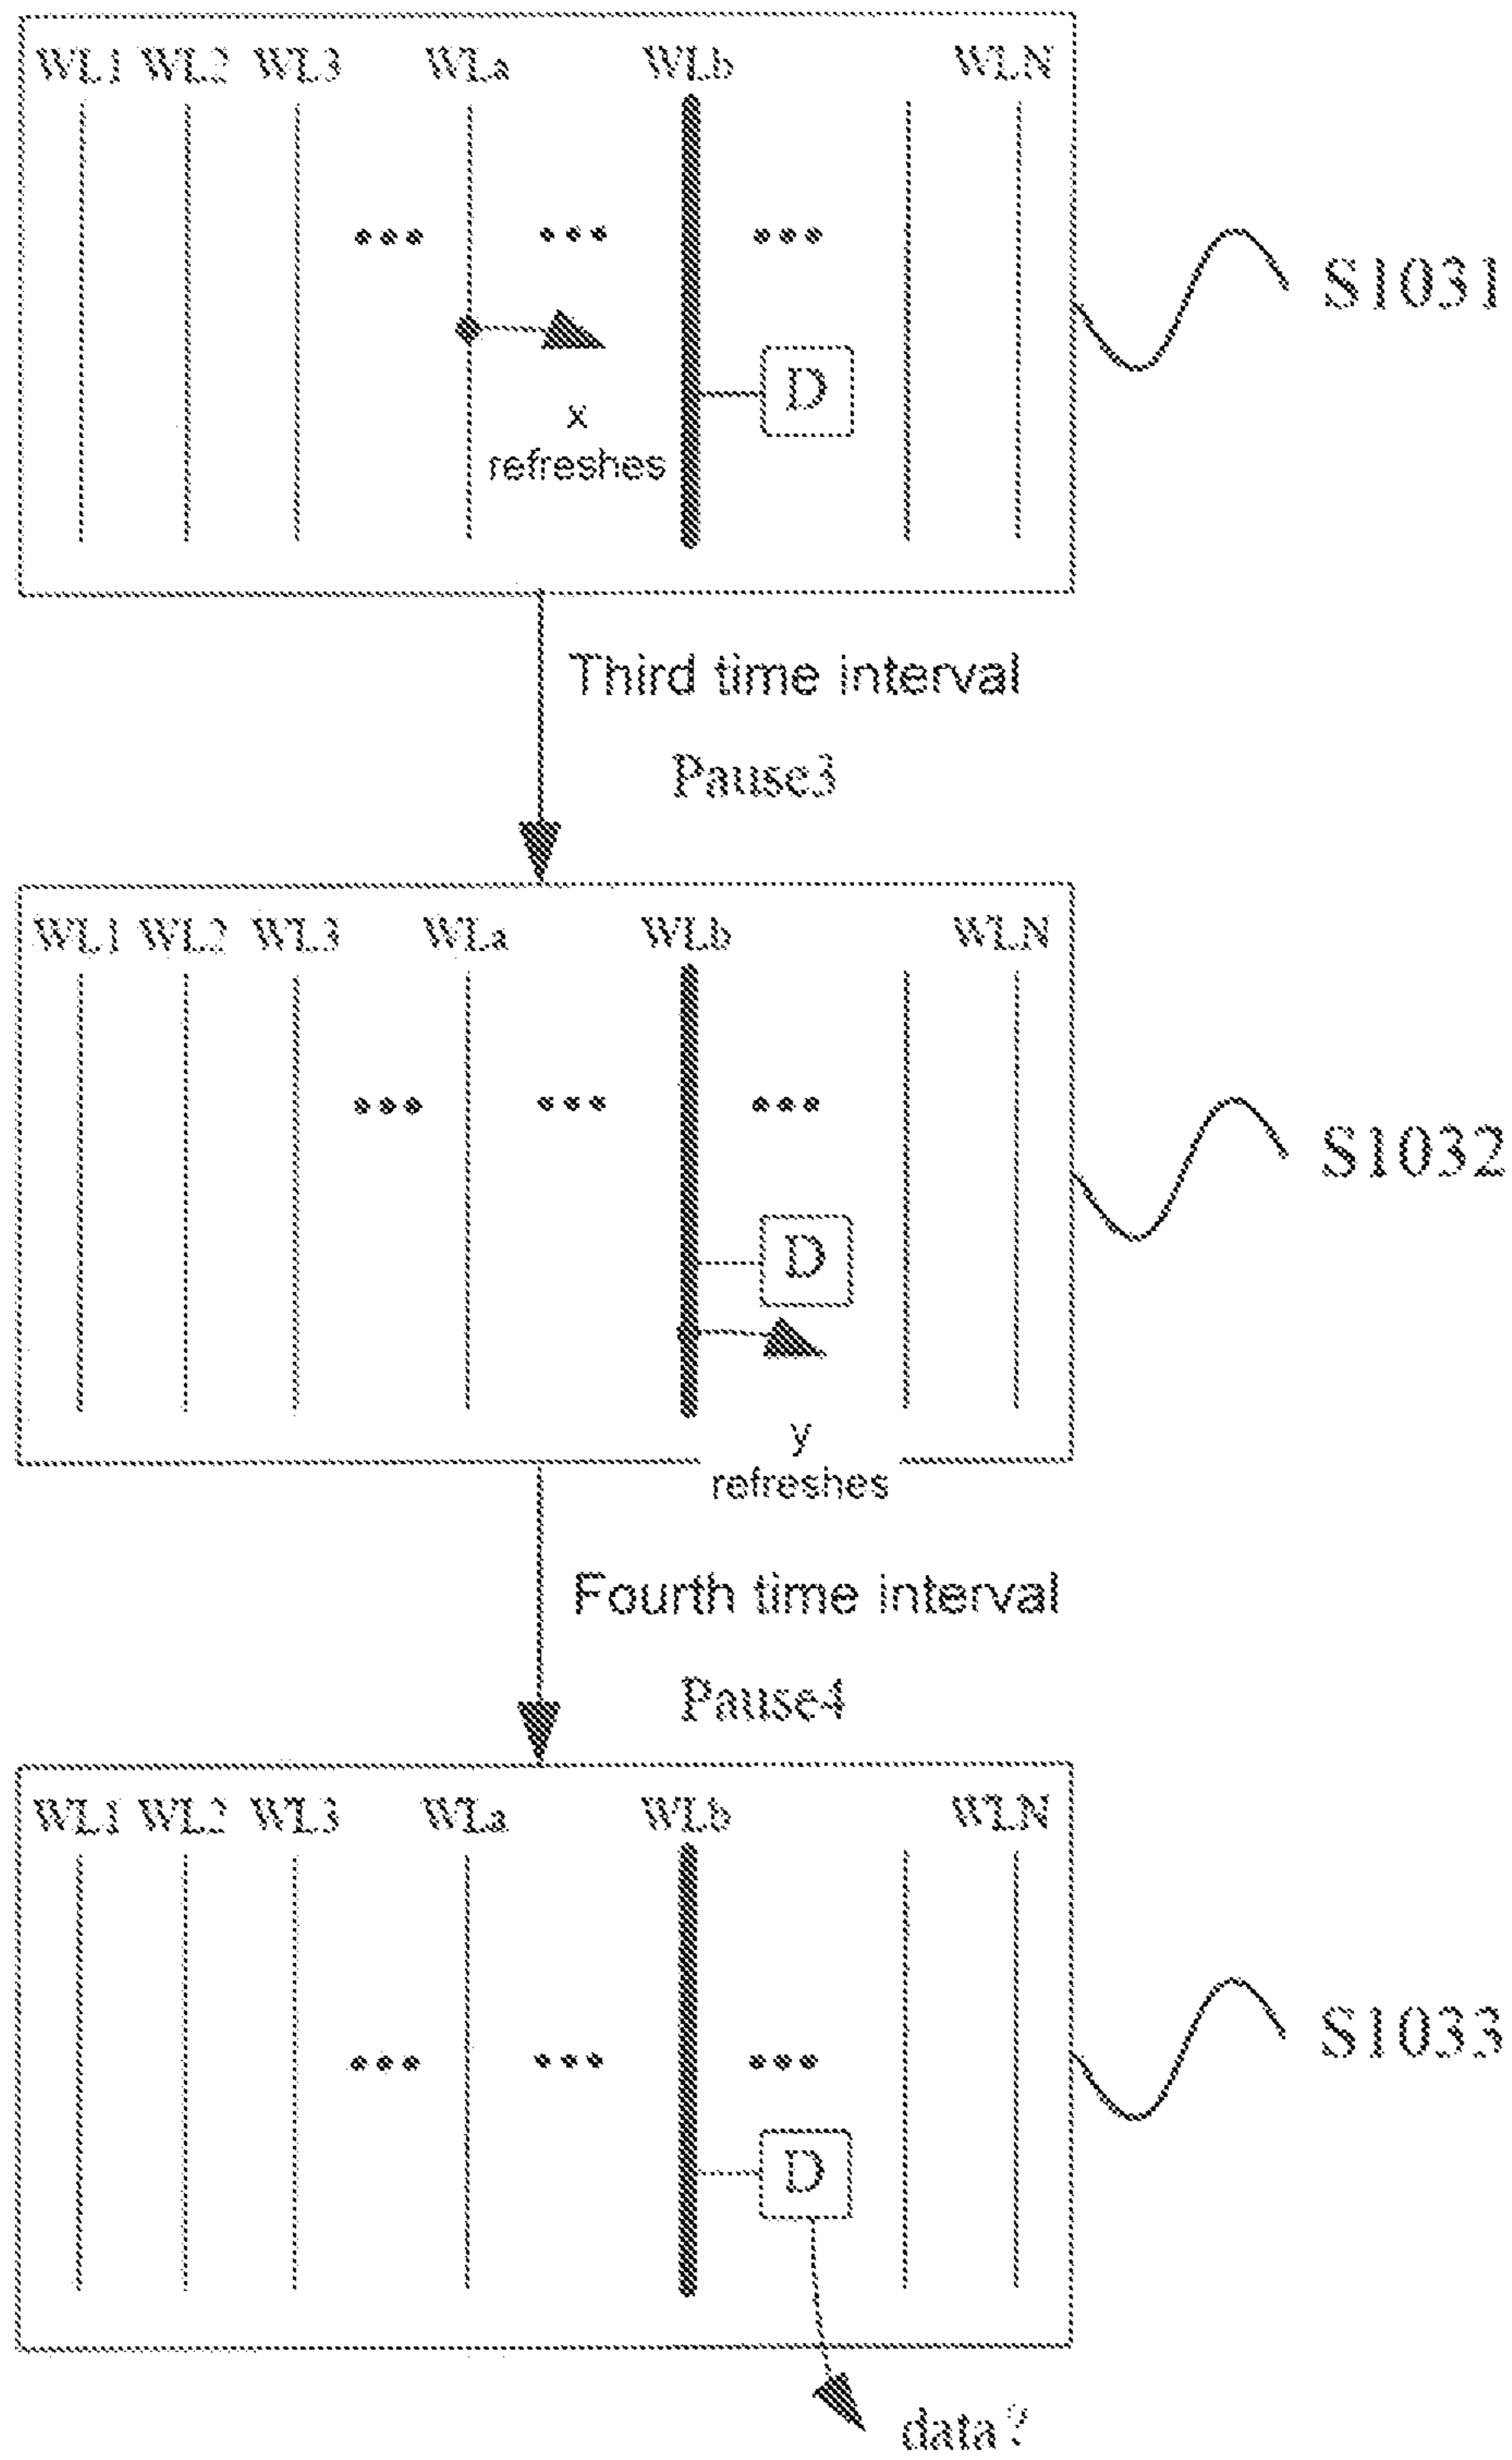 WL1 WL2 WL3 WLa WLb WLN
••• ••• •••
S1031
D
x
refreshes
Third time interval
Pause3
WL1 WL2 WL3 WLa WLb WLN
••• ••• •••
S1032
D
y
refreshes
Fourth time interval
Pause4
WL1 WL2 WL3 WLa WLb WLN
S1033
••• ••• •••
D
data?